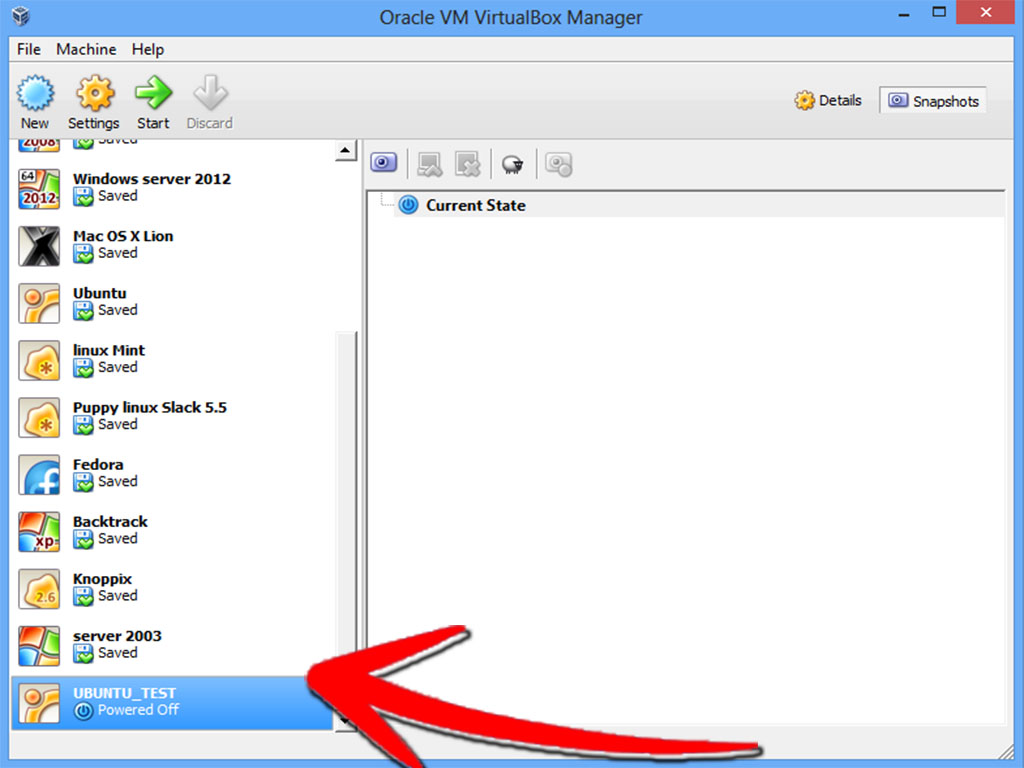 Oracle VM VirtualBox Manager
File Machine Help
New Settings Start Discard
Details Snapshots
2008
Saved
64
2012
Windows server 2012
Saved
Mac OS X Lion
Saved
Ubuntu
Saved
linux Mint
Saved
Puppy linux Slack 5.5
Saved
Fedora
Saved
xp
Backtrack
Saved
2.6
Knoppix
Saved
server 2003
Saved
UBUNTU_TEST
Powered Off
Current State